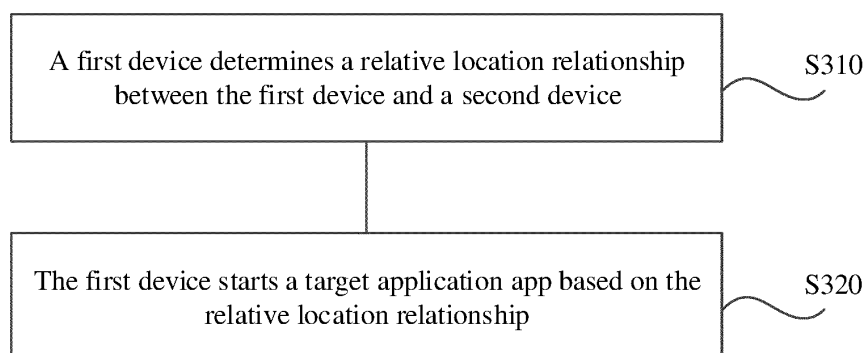 A first device determines a relative location relationship
between the first device and a second device
S310
The first device starts a target application app based on the
relative location relationship
S320